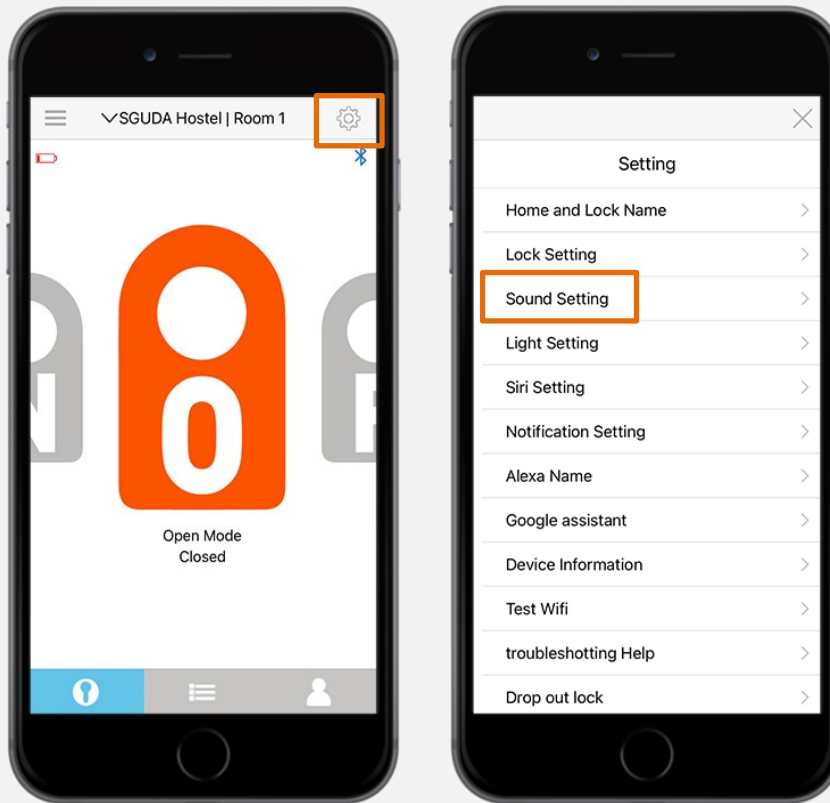 SGUDA Hostel | Room 1
O
Open Mode
Closed
Setting
Home and Lock Name
Lock Setting
Sound Setting
Light Setting
Siri Setting
Notification Setting
Alexa Name
Google assistant
Device Information
Test Wifi
troubleshotting Help
Drop out lock